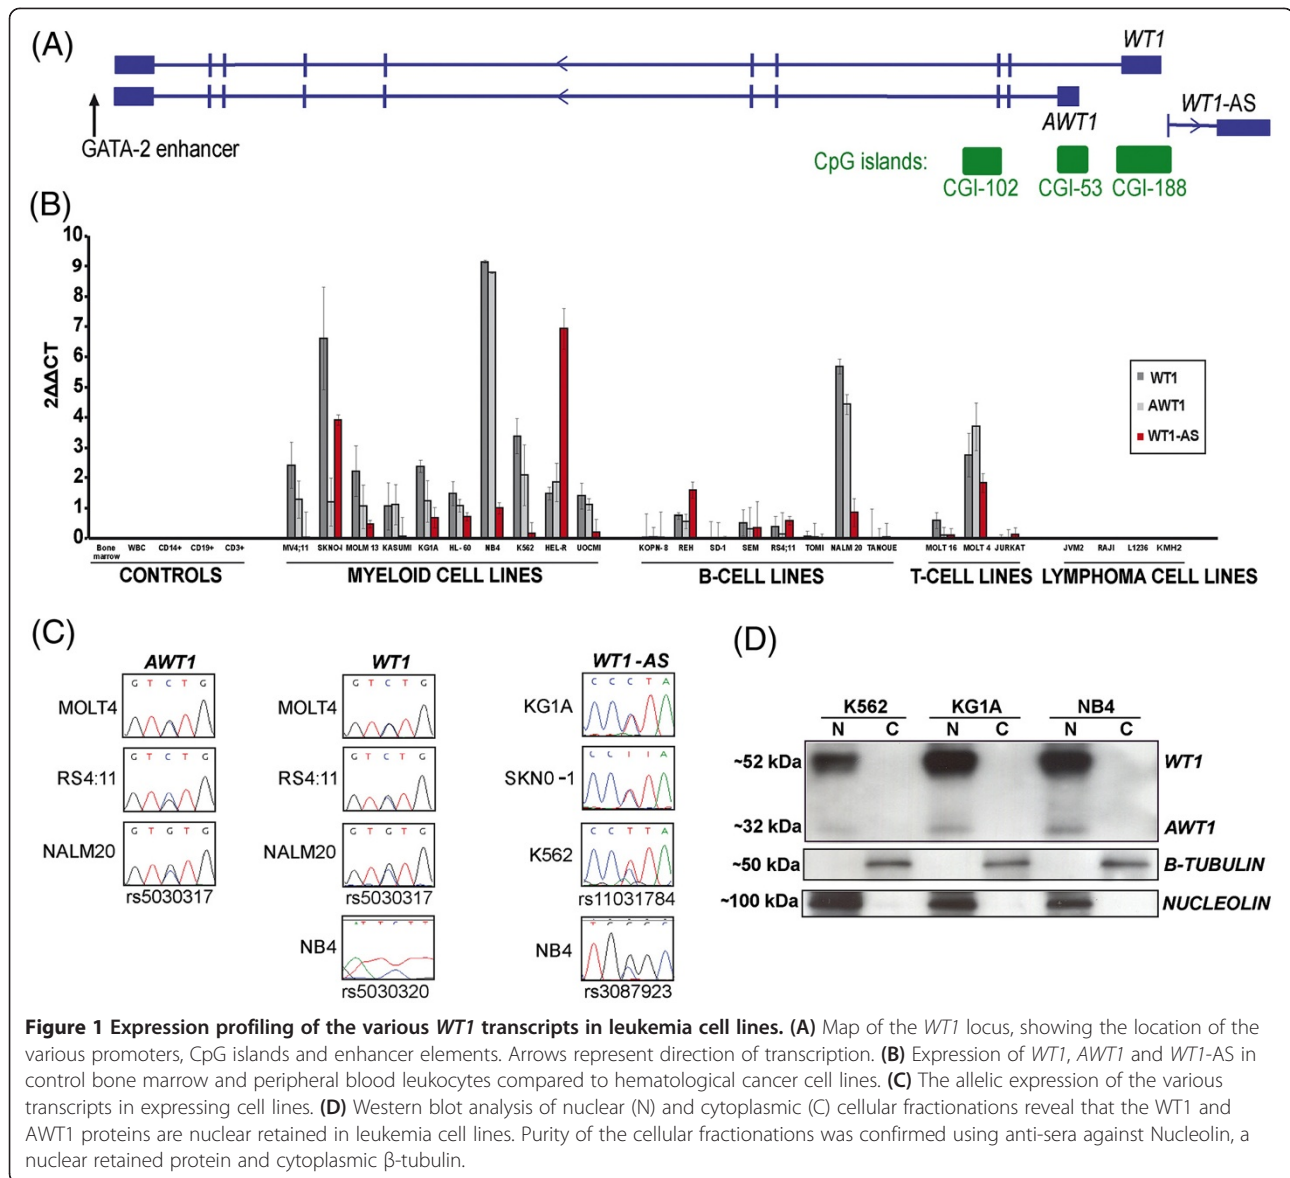 (A)
WT1
AWT1
WT1-AS
GATA-2 enhancer
CpG islands:
CGI-102
CGI-53
CGI-188
(B)
2ΔΔCT
10
9
8
7
6
5
4
3
2
1
0
WT1
AWT1
WT1-AS
Bone marrow
WBC
CD14+
CD19+
CD3+
MV4;11
SKNO-I
MOLM 13
KASUMI
KG1A
HL-60
NB4
K562
HEL-R
UOCMI
KOPN-8
REH
SD-1
SEM
RS4;11
TOMI
NALM 20
TANOUE
MOLT 16
MOLT 4
JURKAT
JVM2
RAJI
L1236
KMH2
CONTROLS
MYELOID CELL LINES
B-CELL LINES
T-CELL LINES
LYMPHOMA CELL LINES
(C)
AWT1
MOLT4
G T C T G
RS4:11
G T C T G
NALM20
G T G T G
rs5030317
WT1
MOLT4
G T C T G
RS4:11
G T C T G
NALM20
G T G T G
rs5030317
NB4
rs5030320
WT1-AS
KG1A
C C C T A
SKN0-1
K562
C C T T A
rs11031784
NB4
rs3087923
(D)
K562
KG1A
NB4
N C N C N C
~52 kDa
WT1
~32 kDa
AWT1
~50 kDa
B-TUBULIN
~100 kDa
NUCLEOLIN
Figure 1 Expression profiling of the various WT1 transcripts in leukemia cell lines. (A) Map of the WT1 locus, showing the location of the
various promoters, CpG islands and enhancer elements. Arrows represent direction of transcription. (B) Expression of WT1, AWT1 and WT1-AS in
control bone marrow and peripheral blood leukocytes compared to hematological cancer cell lines. (C) The allelic expression of the various
transcripts in expressing cell lines. (D) Western blot analysis of nuclear (N) and cytoplasmic (C) cellular fractionations reveal that the WT1 and
AWT1 proteins are nuclear retained in leukemia cell lines. Purity of the cellular fractionations was confirmed using anti-sera against Nucleolin, a
nuclear retained protein and cytoplasmic β-tubulin.